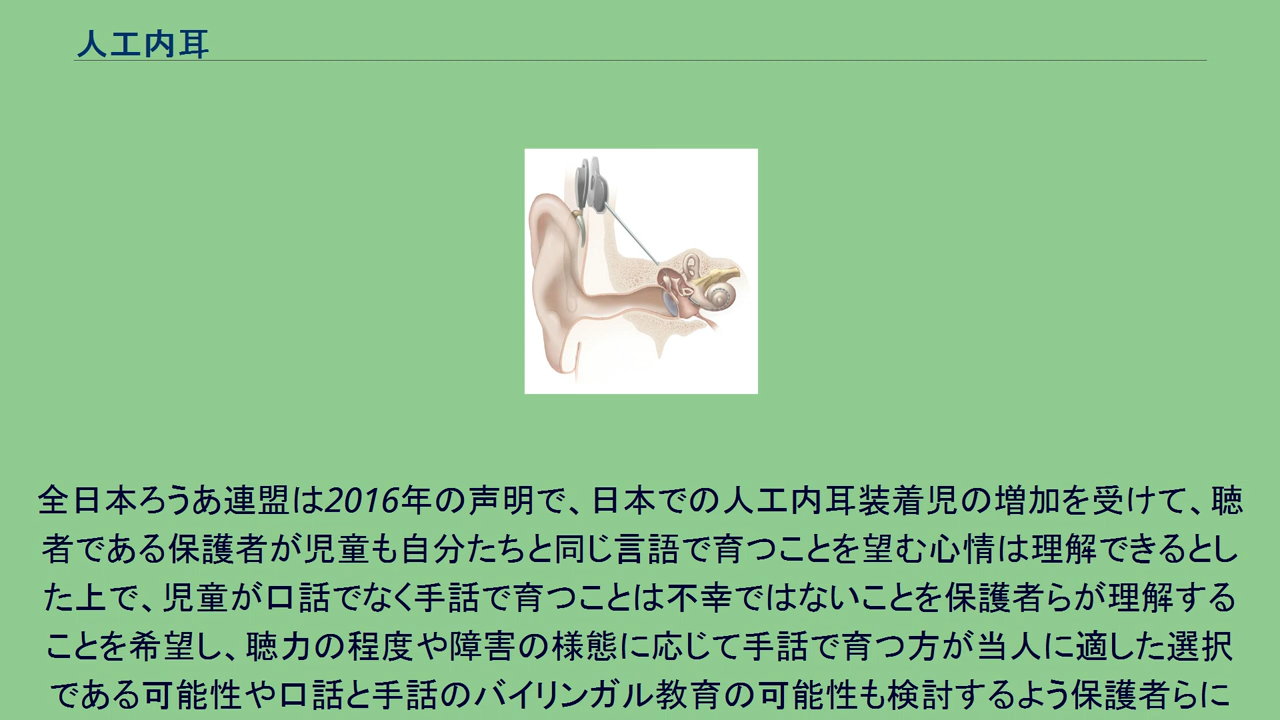 人工内耳
全日本ろうあ連盟は2016年の声明で、日本での人工内耳装着児の増加を受けて、聴
者である保護者が児童も自分たちと同じ言語で育つことを望む心情は理解できるとし
た上で、児童が口話でなく手話で育つことは不幸ではないことを保護者らが理解する
ことを希望し、聴力の程度や障害の様態に応じて手話で育つ方が当人に適した選択
である可能性や口話と手話のバイリンガル教育の可能性も検討するよう保護者らに